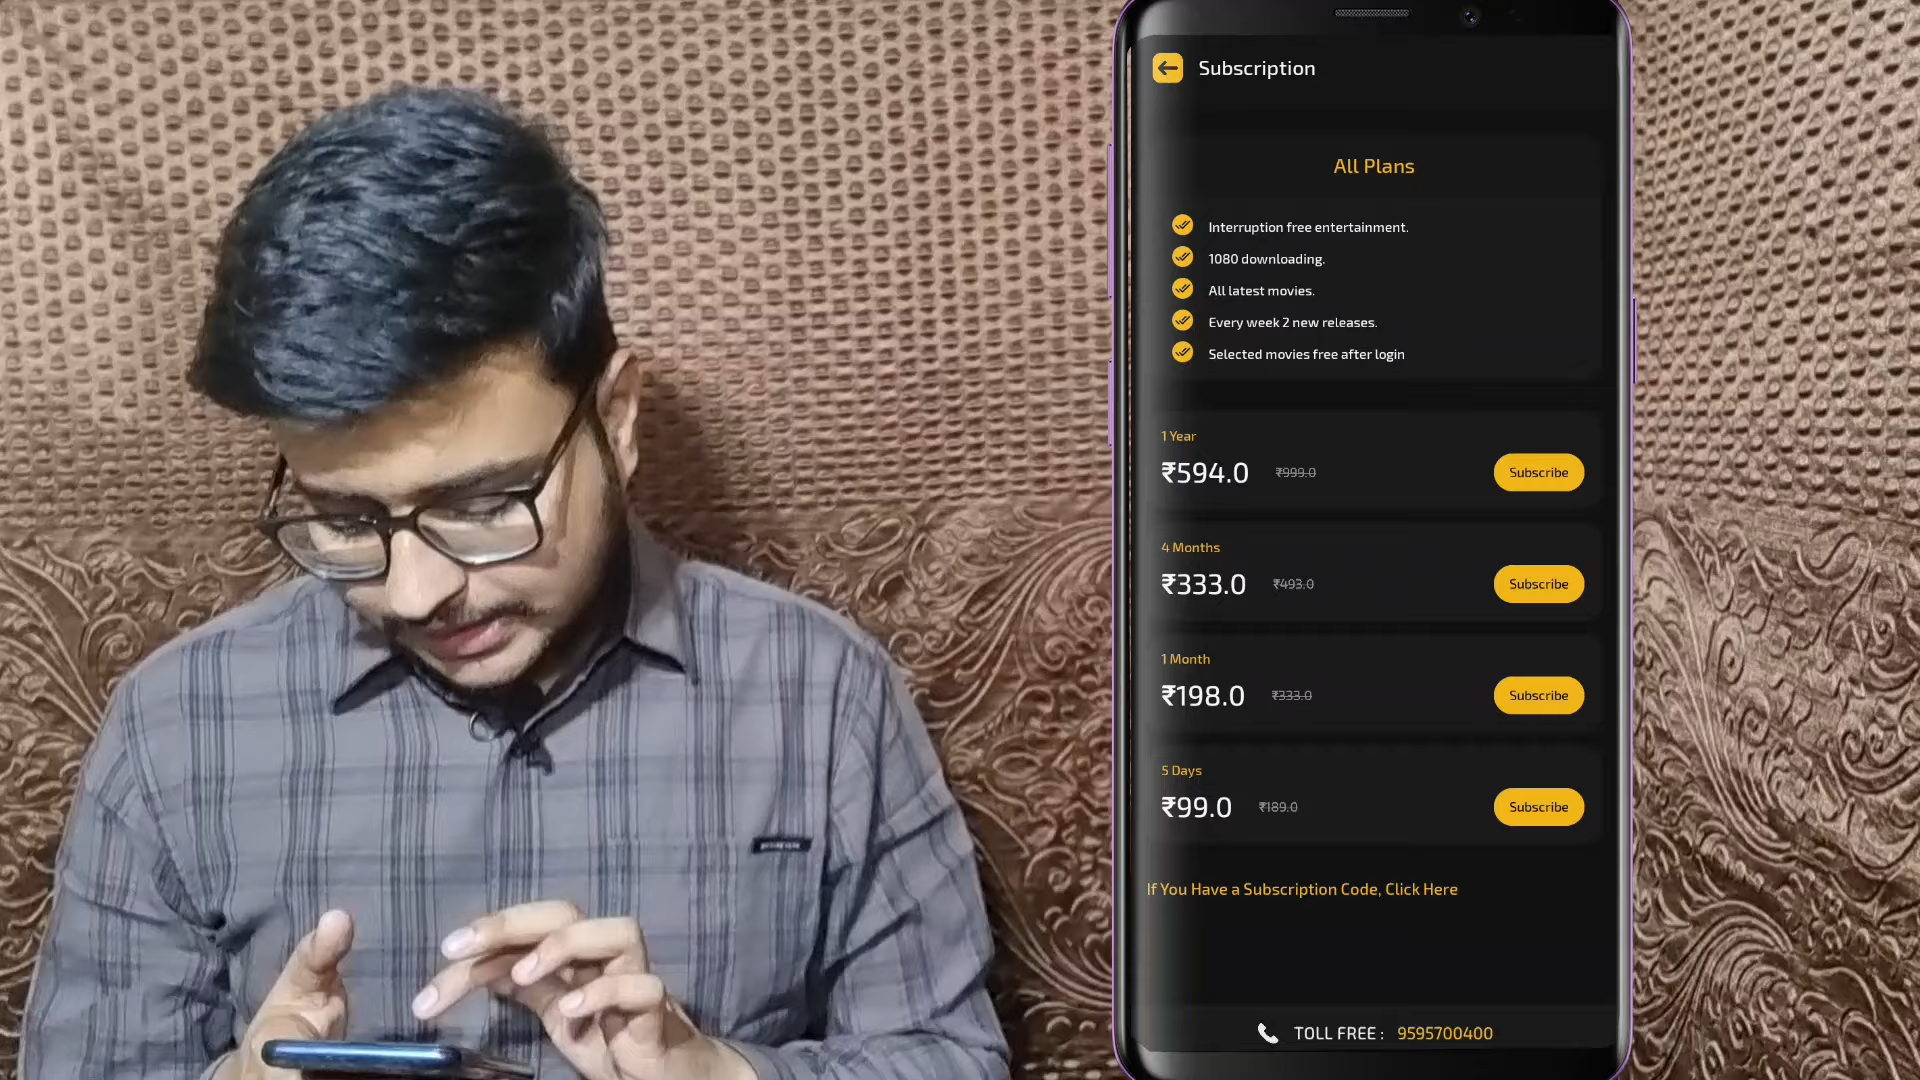 Subscription
All Plans
Interruption free entertainment.
1080 downloading.
All latest movies.
Every week 2 new releases.
Selected movies free after login
1 Year
₹594.0 ₹999.0 Subscribe
4 Months
₹333.0 ₹493.0 Subscribe
1 Month
₹198.0 ₹333.0 Subscribe
5 Days
₹99.0 ₹189.0 Subscribe
If You Have a Subscription Code, Click Here
TOLL FREE : 9595700400